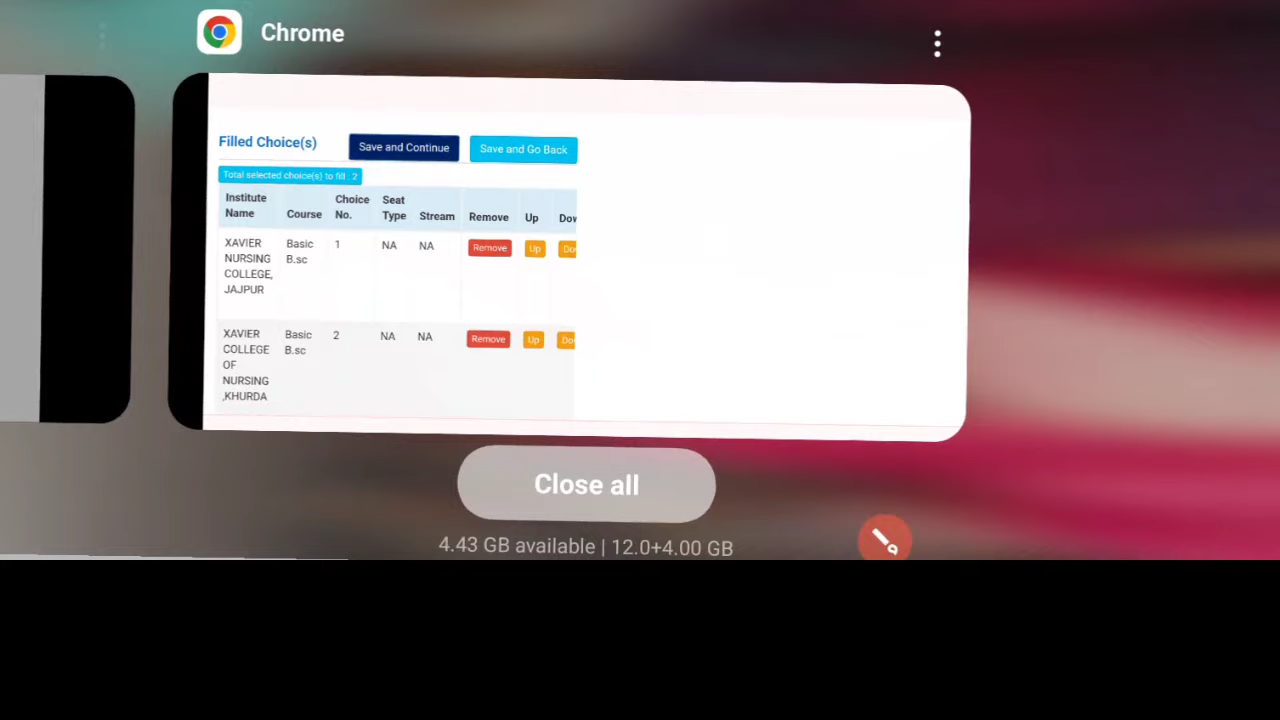 Chrome
Filled Choice(s)
Save and Continue
Save and Go Back
Total selected choice(s) to fill : 2
Institute Name Course Choice No. Seat Type Stream Remove Up Dow
XAVIER NURSING COLLEGE, JAJPUR Basic B.sc 1 NA NA Remove Up Do
XAVIER COLLEGE OF NURSING ,KHURDA Basic B.sc 2 NA NA Remove Up Do
Close all
4.43 GB available | 12.0+4.00 GB